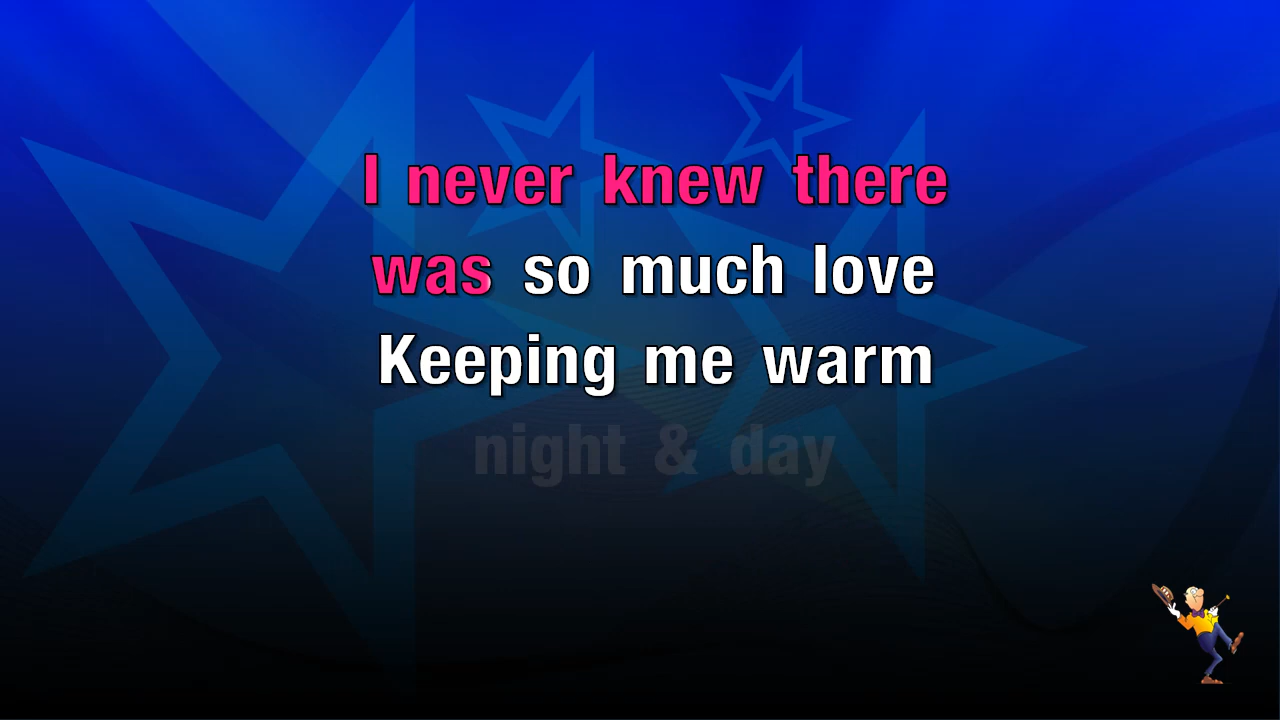 I never knew there
was so much love
Keeping me warm
night & day